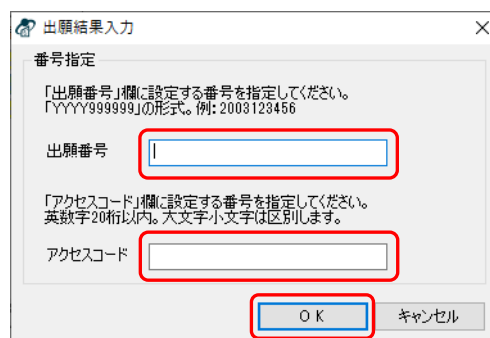 出願結果入力
番号指定
「出願番号」欄に設定する番号を指定してください。
「YYYY999999」の形式。例：2003123456
出願番号
「アクセスコード」欄に設定する番号を指定してください。
英数字20桁以内。大文字小文字は区別します。
アクセスコード
ＯＫ キャンセル